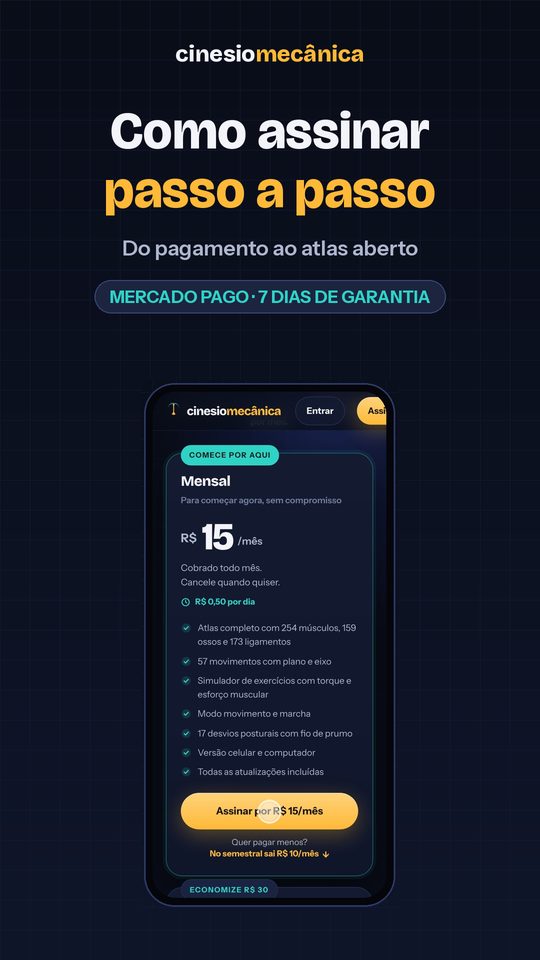 cinesiomecânica
Como assinar
passo a passo
Do pagamento ao atlas aberto
MERCADO PAGO · 7 DIAS DE GARANTIA
cinesiomecânica
Entrar
Assi
COMECE POR AQUI
Mensal
Para começar agora, sem compromisso
R$ 15 /mês
Cobrado todo mês.
Cancele quando quiser.
R$ 0,50 por dia
Atlas completo com 254 músculos, 159
ossos e 173 ligamentos
57 movimentos com plano e eixo
Simulador de exercícios com torque e
esforço muscular
Modo movimento e marcha
17 desvios posturais com fio de prumo
Versão celular e computador
Todas as atualizações incluídas
Assinar por R$ 15/mês
Quer pagar menos?
No semestral sai R$ 10/mês ↓
ECONOMIZE R$ 30